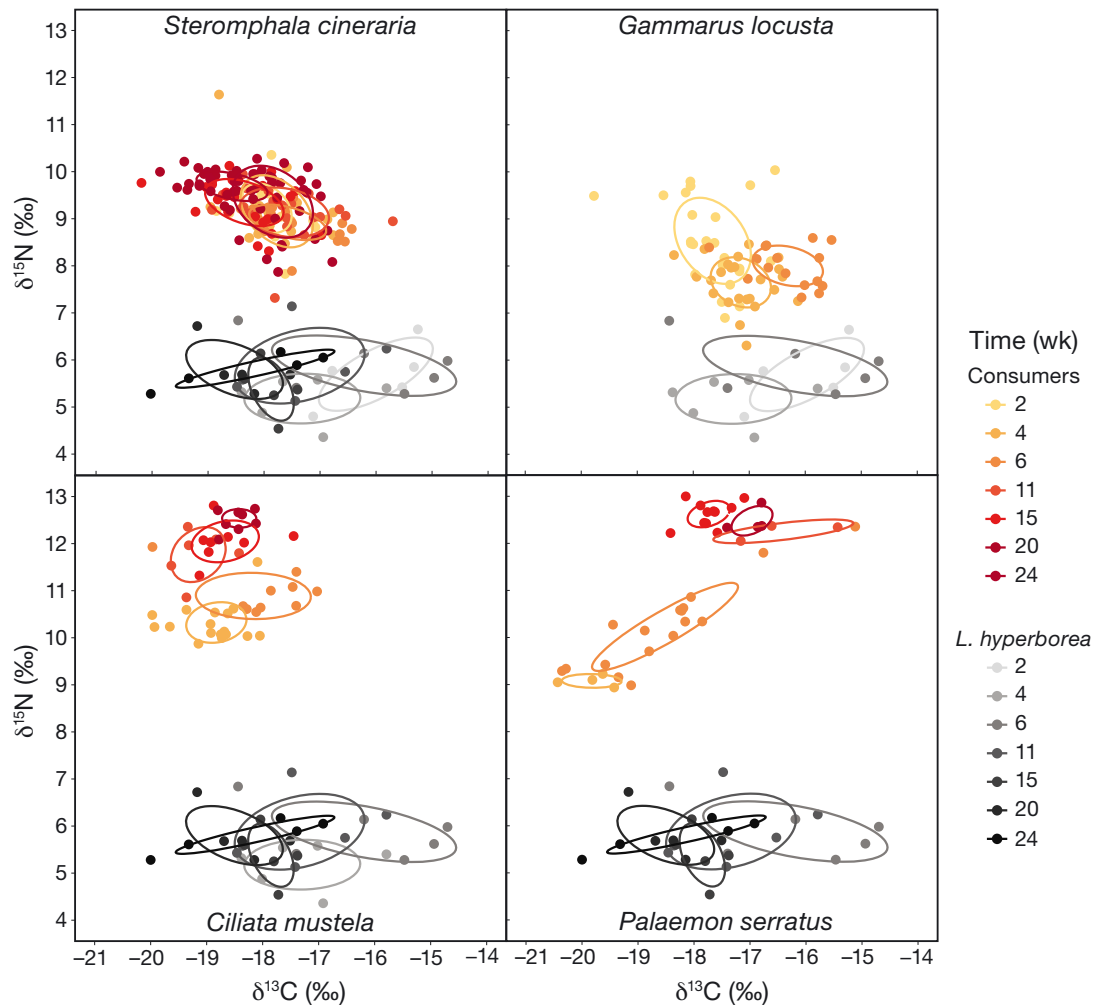 Steromphala cineraria
Gammarus locusta
13
12
11
10
9
8
7
6
5
4
δ15N (‰)
Time (wk)
Consumers
2
4
6
11
15
20
24
L. hyperborea
2
4
6
11
15
20
24
13
12
11
10
9
8
7
6
5
4
δ15N (‰)
Ciliata mustela
Palaemon serratus
−21 −20 −19 −18 −17 −16 −15 −14
−21 −20 −19 −18 −17 −16 −15 −14
δ13C (‰)
δ13C (‰)